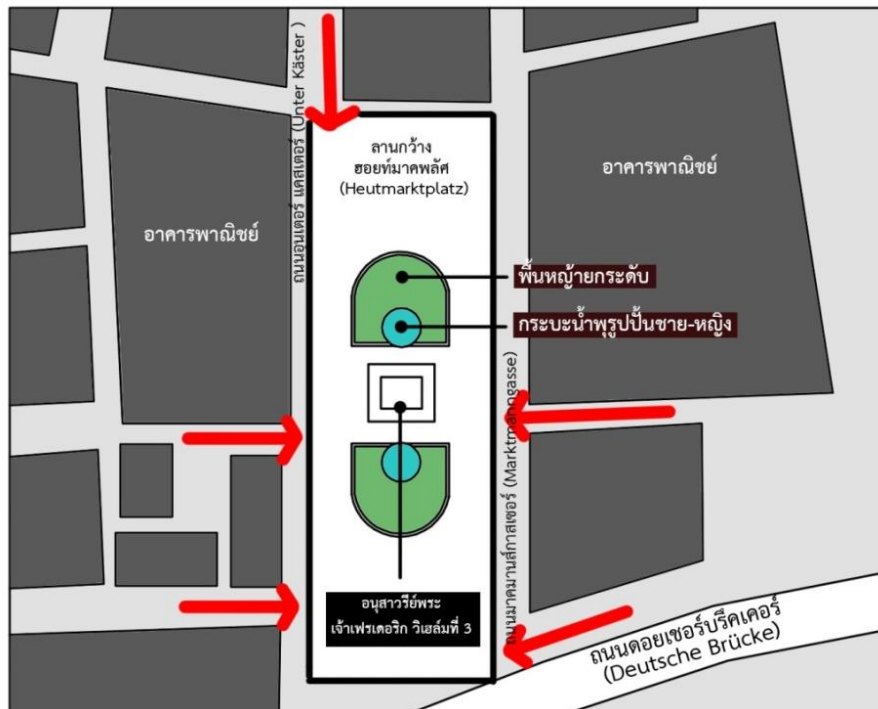 ถนนอุนเตอร์ แคสเตอร์ (Unter Käster )
ลานกว้าง
ฮอยท์มาคพลัศ
(Heutmarktplatz)
อาคารพาณิชย์
อาคารพาณิชย์
พื้นหญ้ายกระดับ
กระบะน้ำพุรูปปั้นชาย-หญิง
ถนนมาคมานส์กาสเซอร์ (Marktmanngasse)
อนุสาวรีย์พระ
เจ้าเฟรเดอริก วิเฮล์มที่ 3
ถนนดอยเชอร์บรึคเคอร์
(Deutsche Brücke)